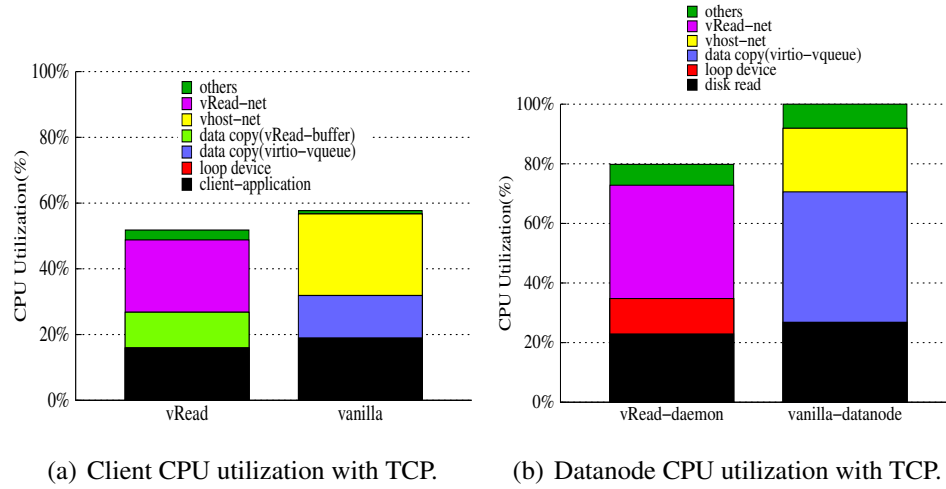 others
vRead-net
vhost-net
data copy(vRead-buffer)
data copy(virtio-vqueue)
loop device
client-application
100%
80%
60%
40%
20%
0%
CPU Utilization(%)
vRead
vanilla
(a) Client CPU utilization with TCP.
others
vRead-net
vhost-net
data copy(virtio-vqueue)
loop device
disk read
100%
80%
60%
40%
20%
0%
CPU Utilization(%)
vRead-daemon
vanilla-datanode
(b) Datanode CPU utilization with TCP.